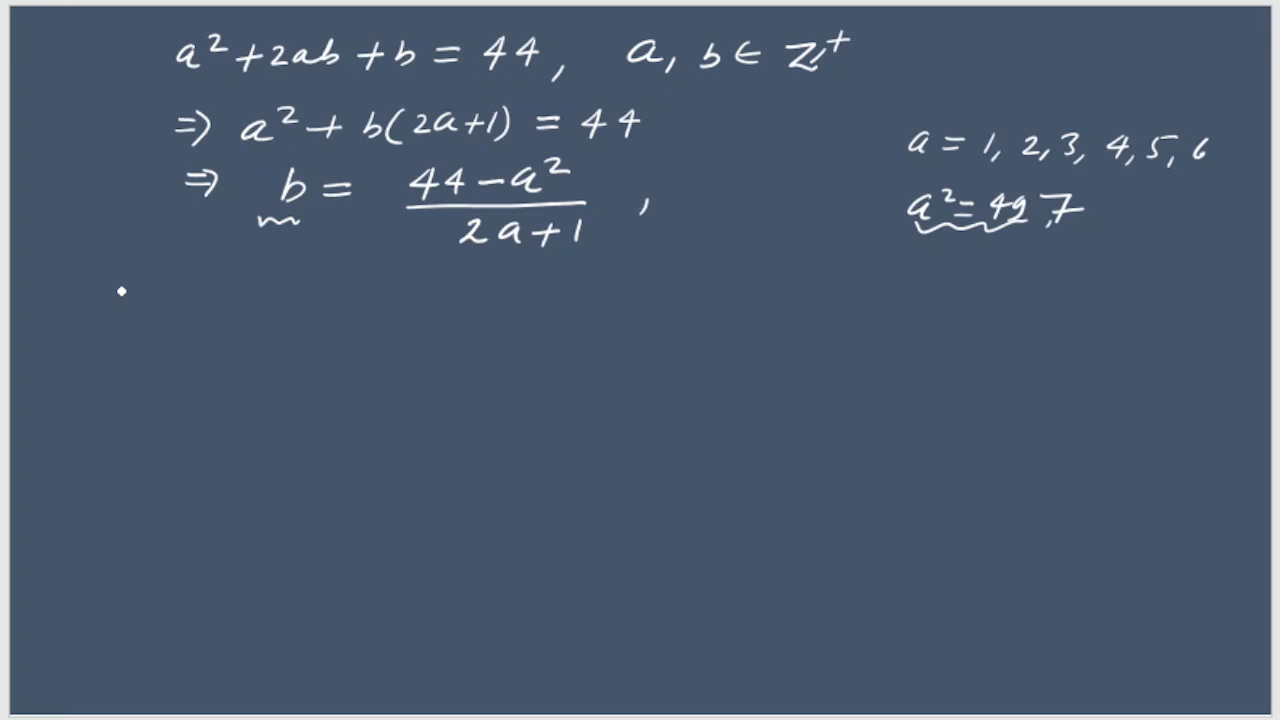 a² + 2ab + b = 44, a, b ∈ ℤ⁺
⇒ a² + b(2a+1) = 44
⇒ b = (44 - a²)/(2a+1) ,
a = 1, 2, 3, 4, 5, 6
a² = 49, 7